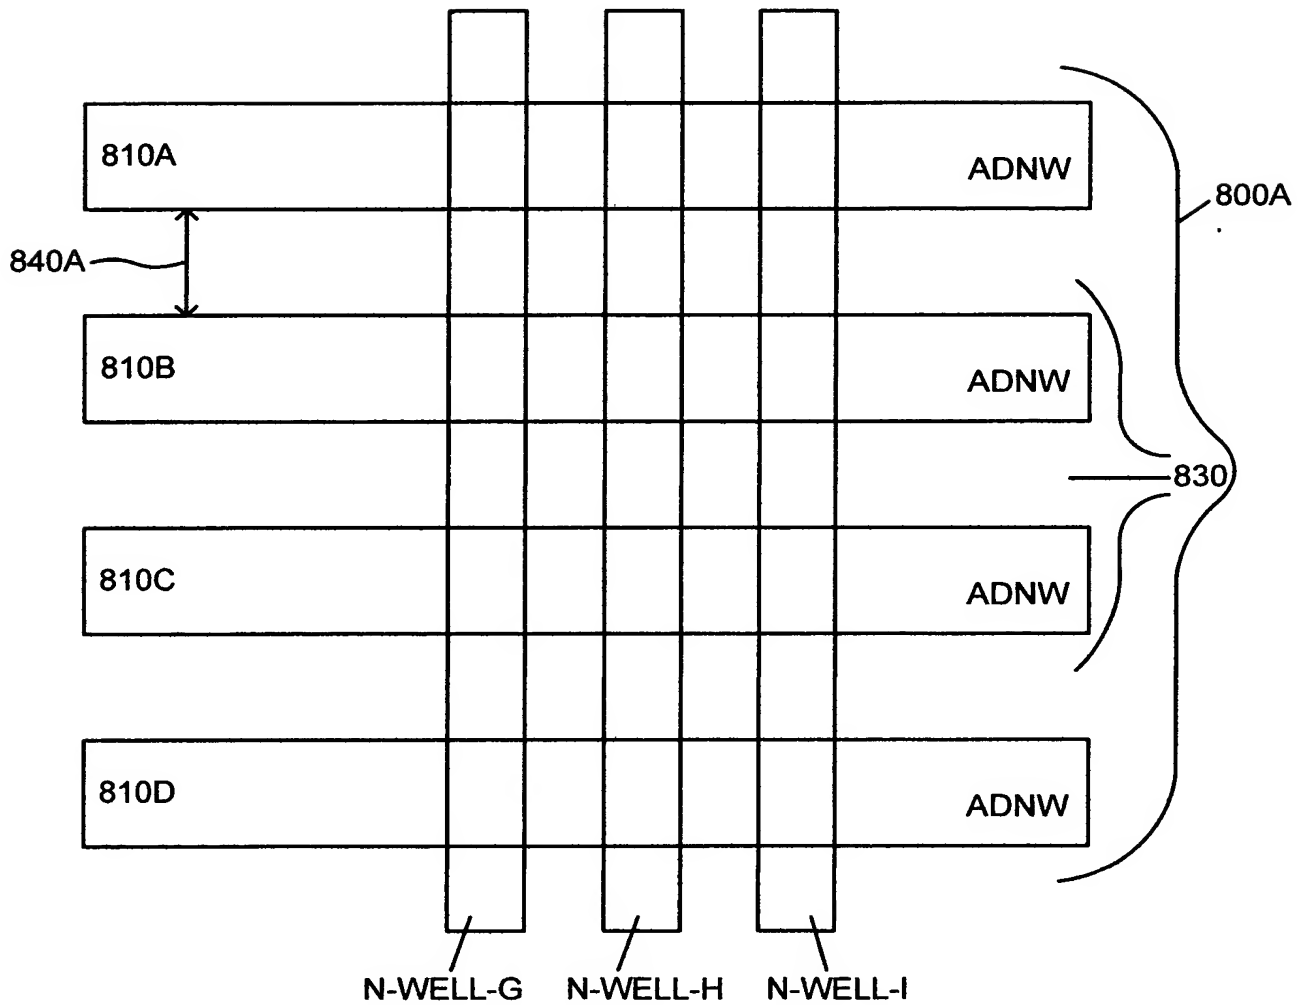 810A
ADNW
800A
840A
810B
ADNW
830
810C
ADNW
810D
ADNW
N-WELL-G
N-WELL-H
N-WELL-I